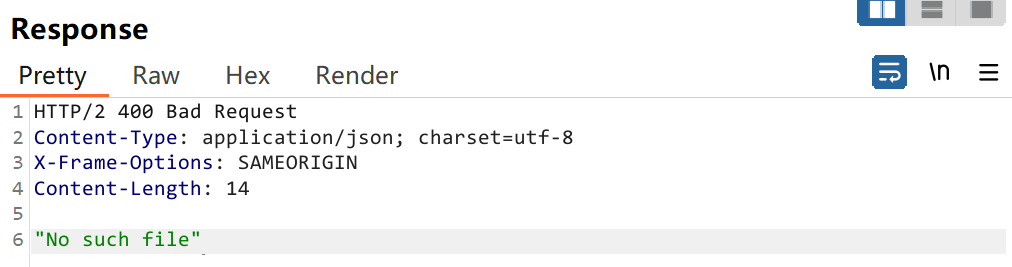 Response
Pretty Raw Hex Render \n
1 HTTP/2 400 Bad Request
2 Content-Type: application/json; charset=utf-8
3 X-Frame-Options: SAMEORIGIN
4 Content-Length: 14
5
6 "No such file"